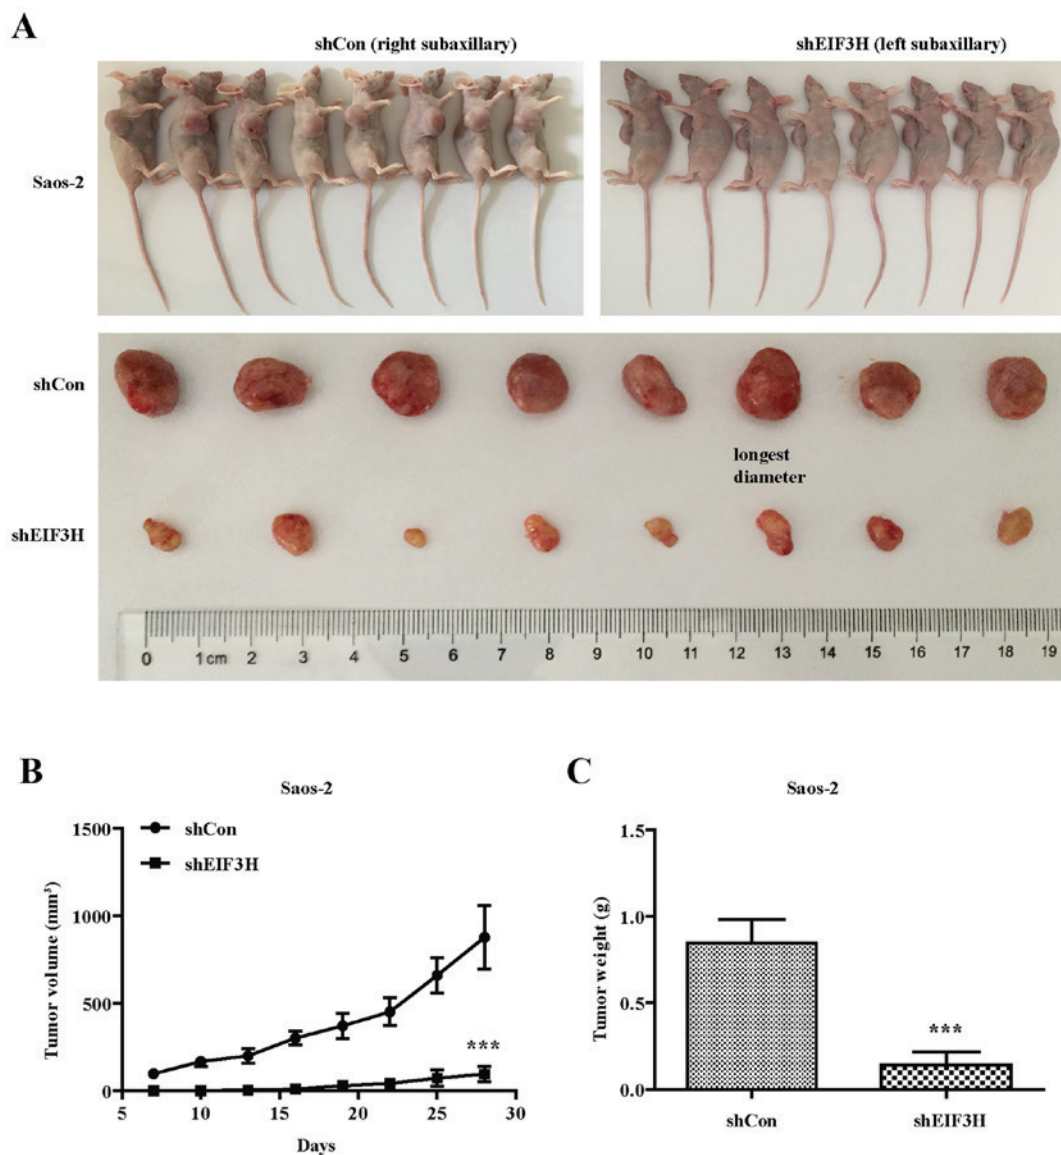 A
shCon (right subaxillary)
shEIF3H (left subaxillary)
Saos-2
shCon
longest
diameter
shEIF3H
0 1cm 2 3 4 5 6 7 8 9 10 11 12 13 14 15 16 17 18 19
B
Saos-2
shCon
shEIF3H
1500
1000
500
0
Tumor volume (mm³)
***
5 10 15 20 25 30
Days
C
Saos-2
1.5
1.0
0.5
0.0
Tumor weight (g)
***
shCon shEIF3H